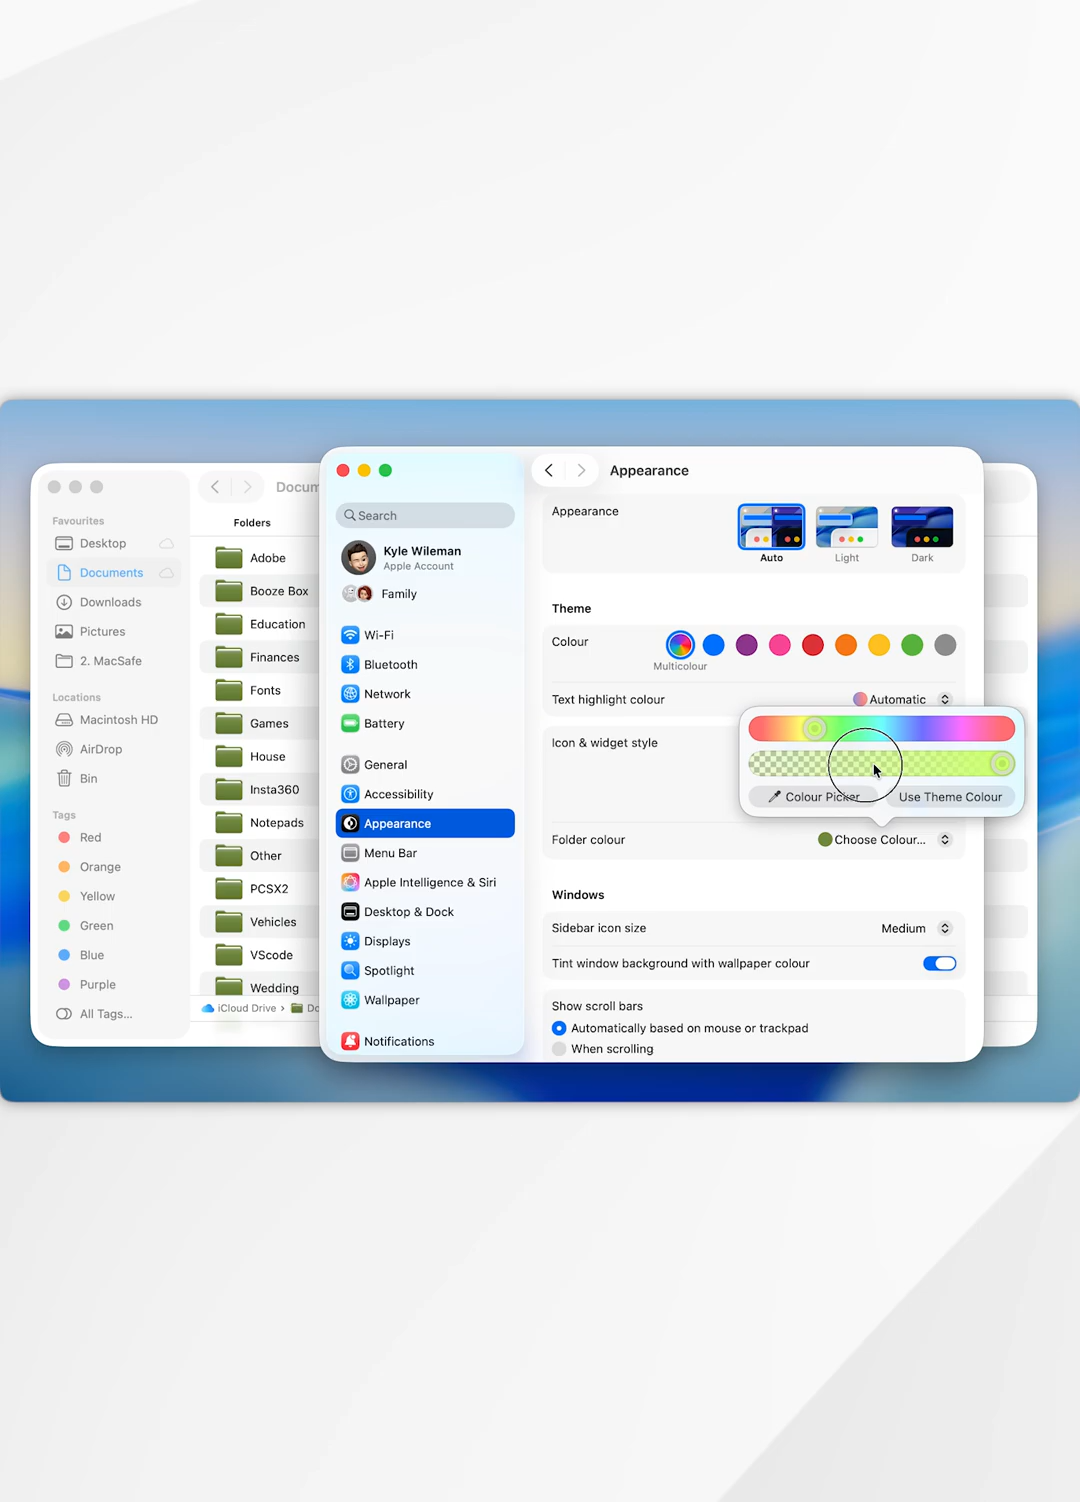 Docum
Favourites
Desktop
Documents
Downloads
Pictures
2. MacSafe
Locations
Macintosh HD
AirDrop
Bin
Tags
Red
Orange
Yellow
Green
Blue
Purple
All Tags...
Folders
Adobe
Booze Box
Education
Finances
Fonts
Games
House
Insta360
Notepads
Other
PCSX2
Vehicles
VScode
Wedding
iCloud Drive › Do
Search
Kyle Wileman
Apple Account
Family
Wi-Fi
Bluetooth
Network
Battery
General
Accessibility
Appearance
Menu Bar
Apple Intelligence & Siri
Desktop & Dock
Displays
Spotlight
Wallpaper
Notifications
Appearance
Appearance
Auto
Light
Dark
Theme
Colour
Multicolour
Text highlight colour
Automatic
Icon & widget style
Colour Picker
Use Theme Colour
Folder colour
Choose Colour...
Windows
Sidebar icon size
Medium
Tint window background with wallpaper colour
Show scroll bars
Automatically based on mouse or trackpad
When scrolling